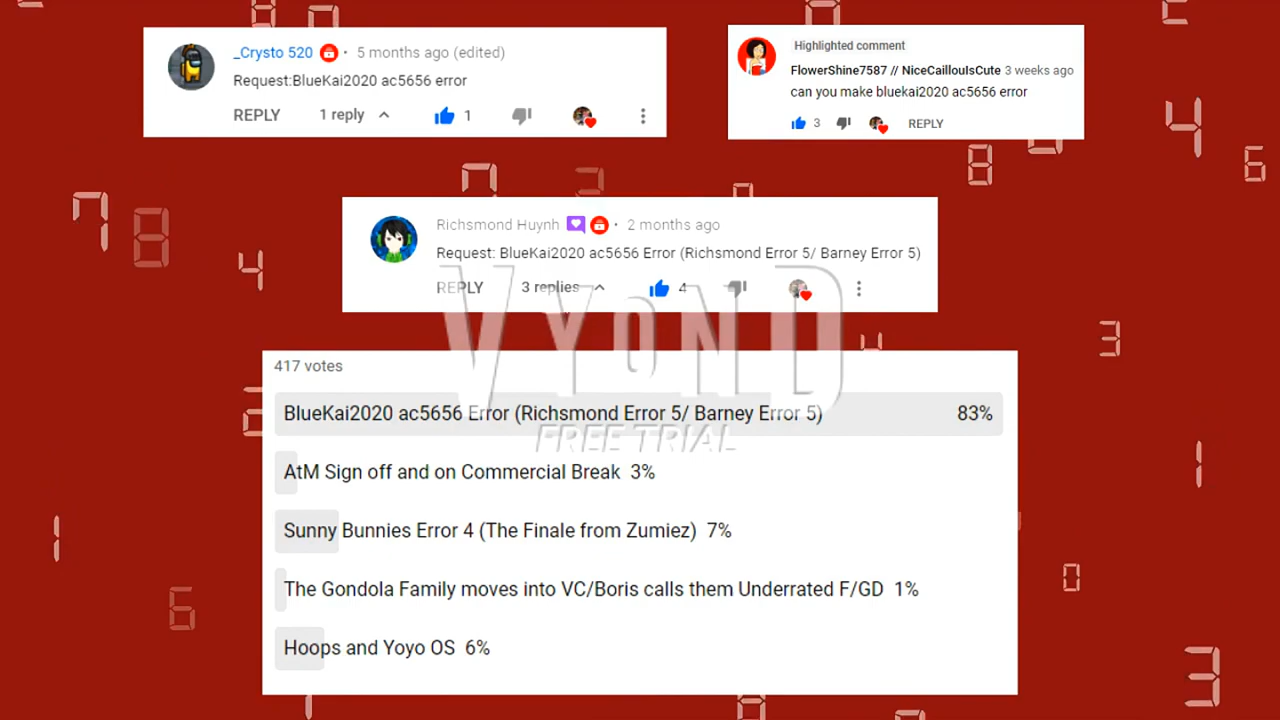 _Crysto 520 • 5 months ago (edited)
Request:BlueKai2020 ac5656 error
REPLY 1 reply 1
Highlighted comment
FlowerShine7587 // NiceCaillouIsCute 3 weeks ago
can you make bluekai2020 ac5656 error
3 REPLY
Richsmond Huynh • 2 months ago
Request: BlueKai2020 ac5656 Error (Richsmond Error 5/ Barney Error 5)
REPLY 3 replies 4
VYOND
FREE TRIAL
417 votes
BlueKai2020 ac5656 Error (Richsmond Error 5/ Barney Error 5) 83%
AtM Sign off and on Commercial Break 3%
Sunny Bunnies Error 4 (The Finale from Zumiez) 7%
The Gondola Family moves into VC/Boris calls them Underrated F/GD 1%
Hoops and Yoyo OS 6%